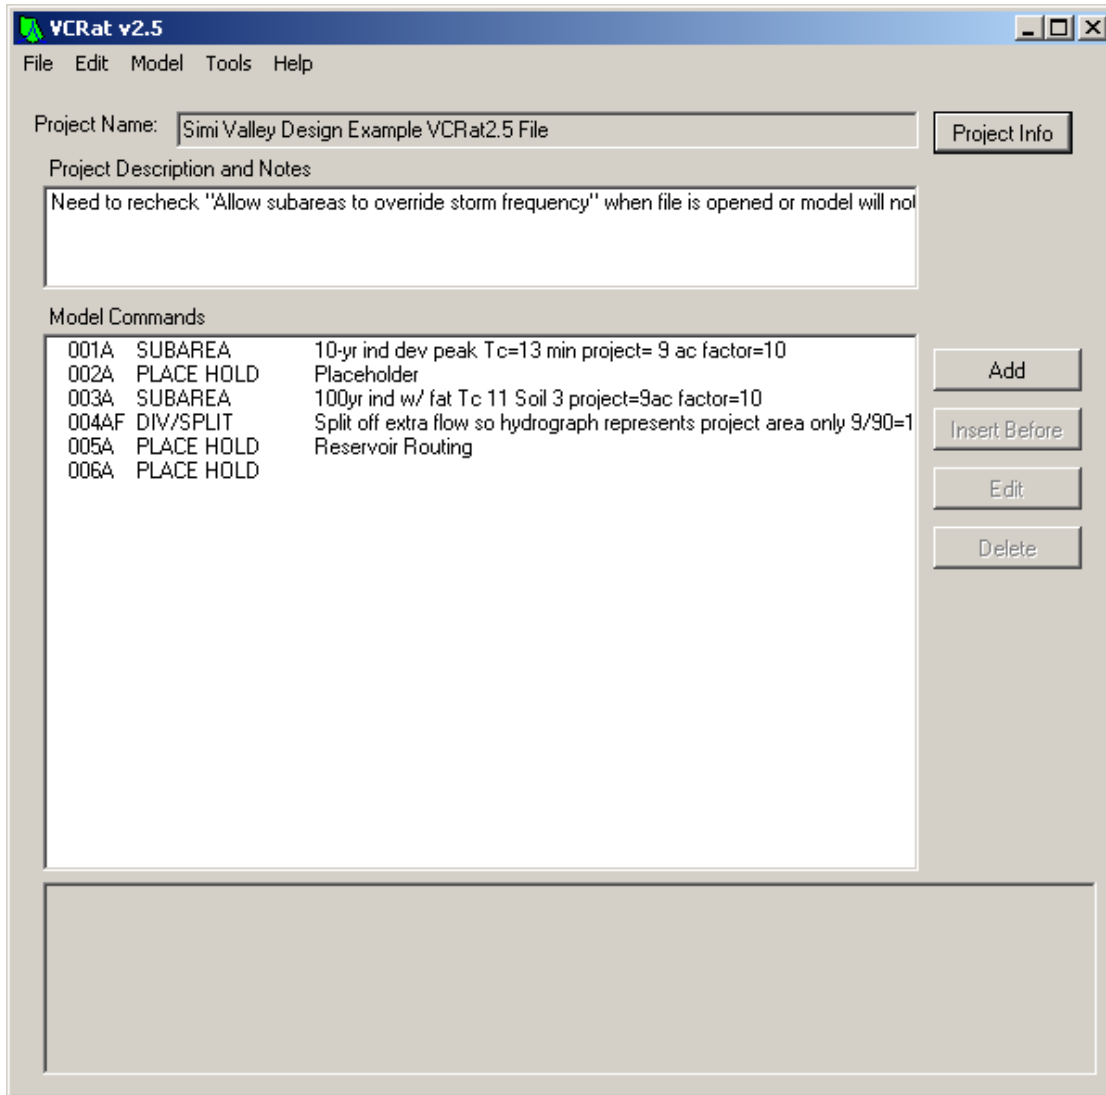 VCRat v2.5
File Edit Model Tools Help
Project Name: Simi Valley Design Example VCRat2.5 File Project Info
Project Description and Notes
Need to recheck "Allow subareas to override storm frequency" when file is opened or model will not
Model Commands
001A SUBAREA 10-yr ind dev peak Tc=13 min project= 9 ac factor=10
002A PLACE HOLD Placeholder
003A SUBAREA 100yr ind w/ fat Tc 11 Soil 3 project=9ac factor=10
004AF DIV/SPLIT Split off extra flow so hydrograph represents project area only 9/90=1
005A PLACE HOLD Reservoir Routing
006A PLACE HOLD
Add
Insert Before
Edit
Delete